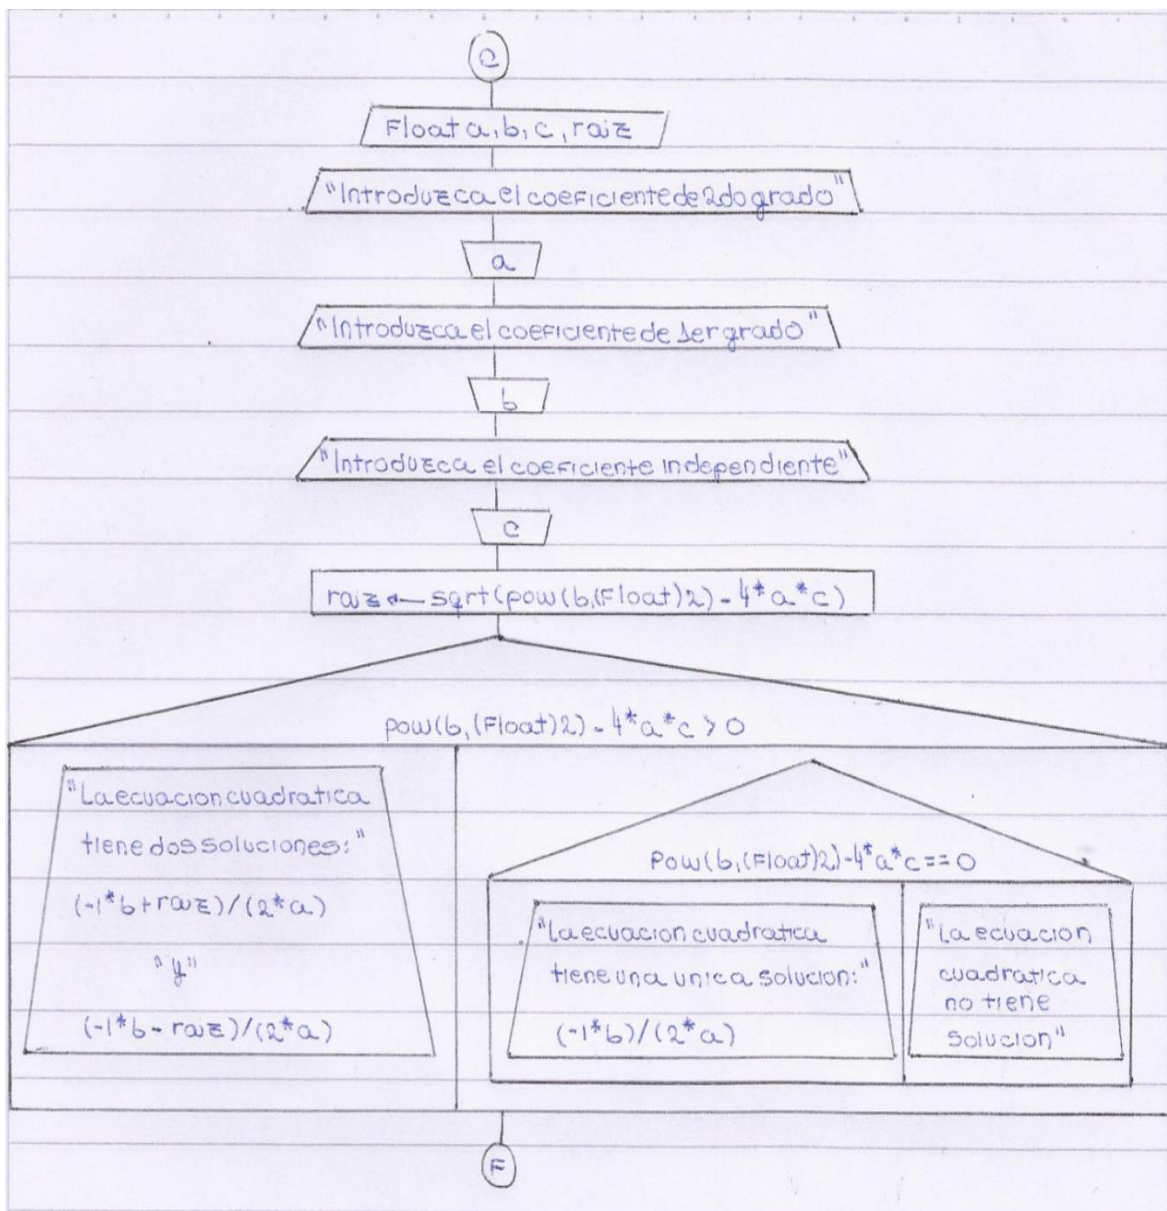 C
Float a, b, c, raiz
"Introduzca el coeficiente de 2do grado"
a
"Introduzca el coeficiente de 1er grado"
b
"Introduzca el coeficiente independiente"
c
raiz ← sqrt(pow(b,(Float)2) - 4*a*c)
pow(b,(Float)2) - 4*a*c > 0
"La ecuacion cuadratica
tiene dos soluciones:"
(-1*b+raiz)/(2*a)
"y"
(-1*b - raiz)/(2*a)
Pow(b,(Float)2)-4*a*c == 0
"La ecuacion cuadratica
tiene una unica solucion:"
(-1*b)/(2*a)
"La ecuacion
cuadratica
no tiene
solucion"
F